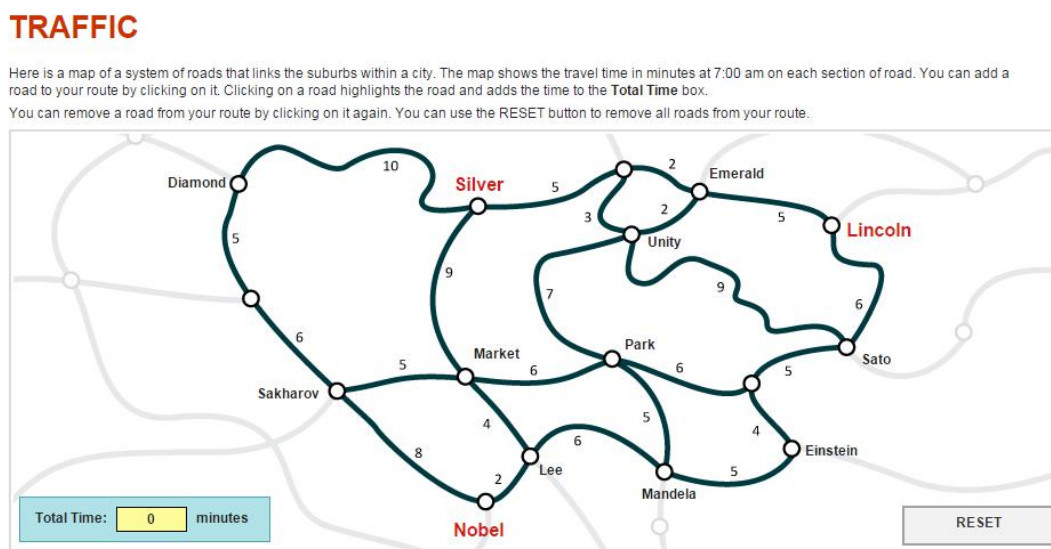 TRAFFIC
Here is a map of a system of roads that links the suburbs within a city. The map shows the travel time in minutes at 7:00 am on each section of road. You can add a
road to your route by clicking on it. Clicking on a road highlights the road and adds the time to the Total Time box.
You can remove a road from your route by clicking on it again. You can use the RESET button to remove all roads from your route.
10
2
Diamond
Silver
5
Emerald
3
2
5
Lincoln
5
Unity
9
7
9
6
6
Park
Market
Sato
5
6
6
5
Sakharov
4
5
4
8
6
Einstein
Lee
2
5
Mandela
Total Time:
0
minutes
Nobel
RESET